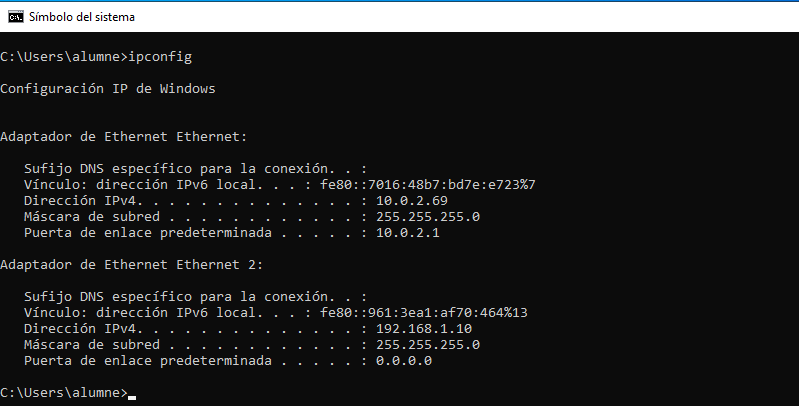 Símbolo del sistema
C:\Users\alumne>ipconfig
Configuración IP de Windows
Adaptador de Ethernet Ethernet:
Sufijo DNS específico para la conexión. . :
Vínculo: dirección IPv6 local. . . : fe80::7016:48b7:bd7e:e723%7
Dirección IPv4. . . . . . . . . . . . . . : 10.0.2.69
Máscara de subred . . . . . . . . . . . . : 255.255.255.0
Puerta de enlace predeterminada . . . . . : 10.0.2.1
Adaptador de Ethernet Ethernet 2:
Sufijo DNS específico para la conexión. . :
Vínculo: dirección IPv6 local. . . : fe80::961:3ea1:af70:464%13
Dirección IPv4. . . . . . . . . . . . . . : 192.168.1.10
Máscara de subred . . . . . . . . . . . . : 255.255.255.0
Puerta de enlace predeterminada . . . . . : 0.0.0.0
C:\Users\alumne>